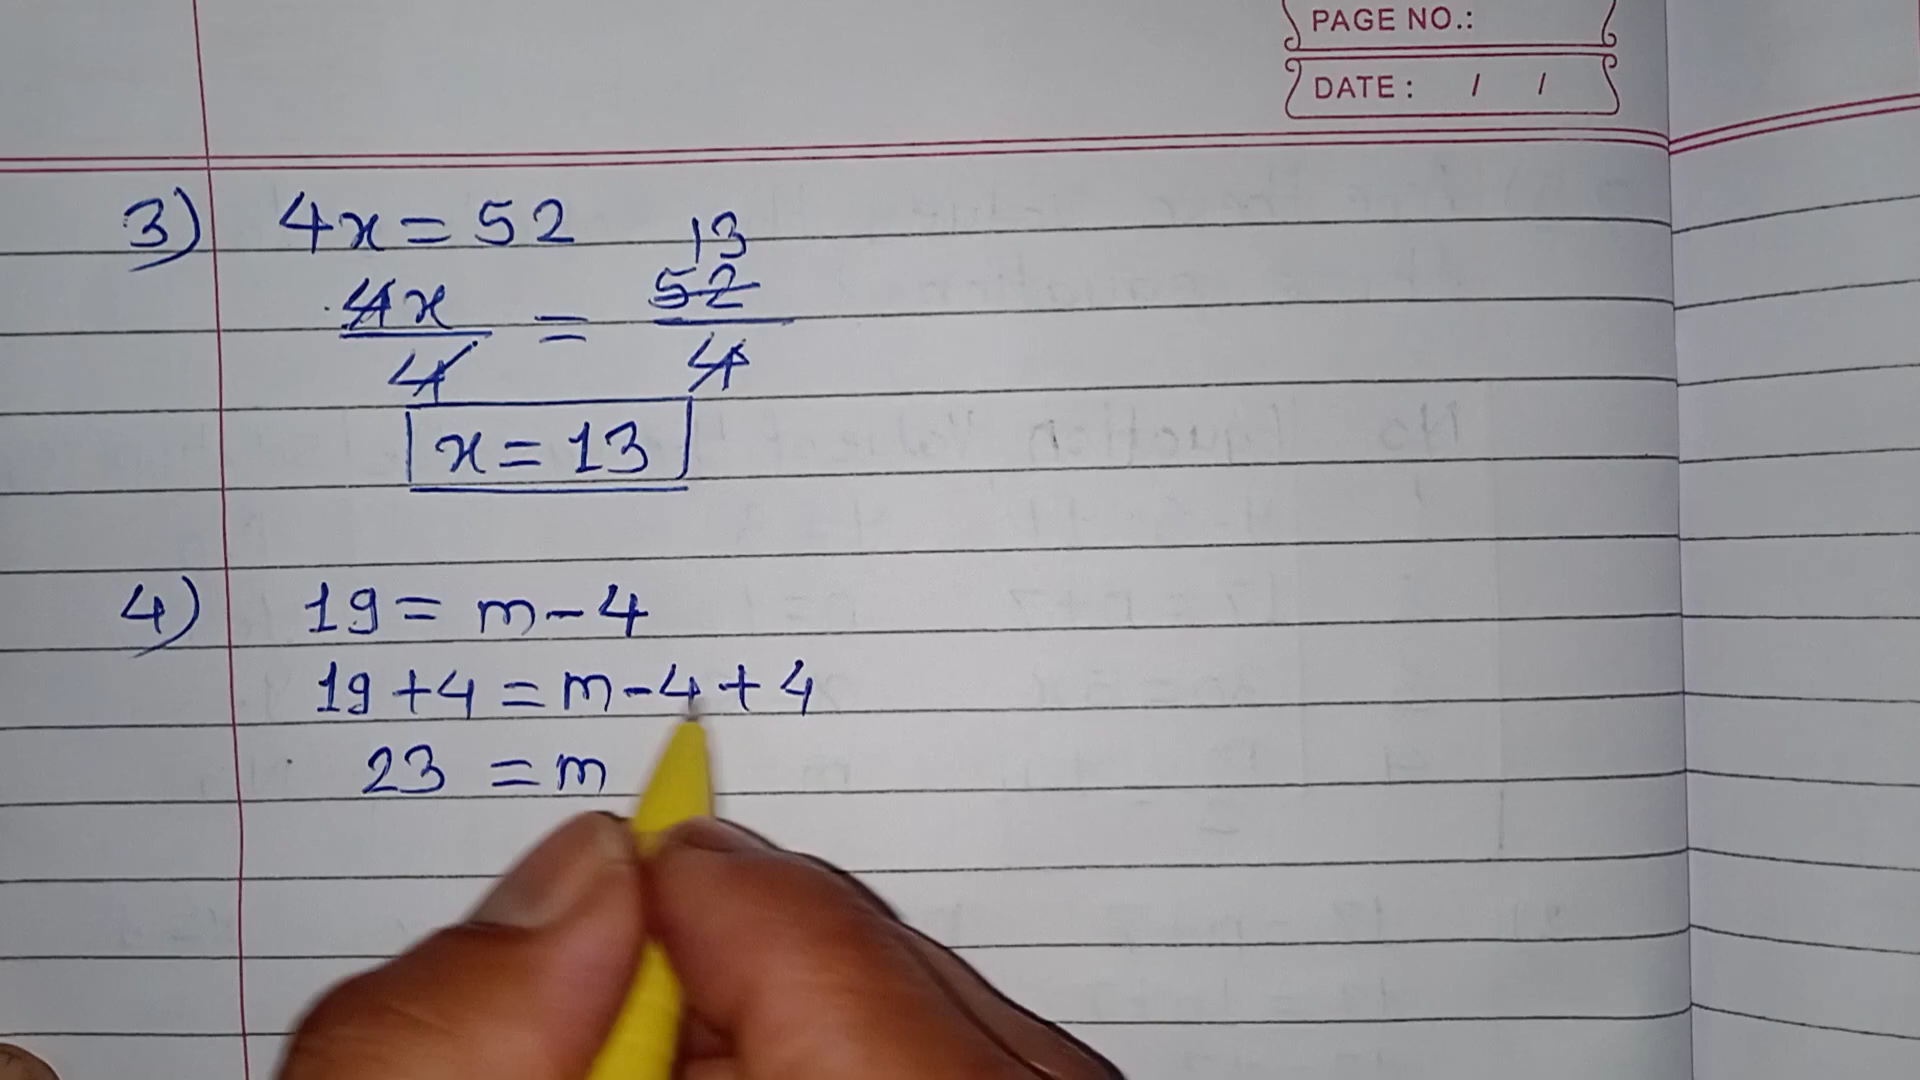 PAGE NO.:
DATE : / /
3) 4x = 52
4x/4 = 52/4 13
x = 13
4) 19 = m - 4
19 + 4 = m - 4 + 4
23 = m